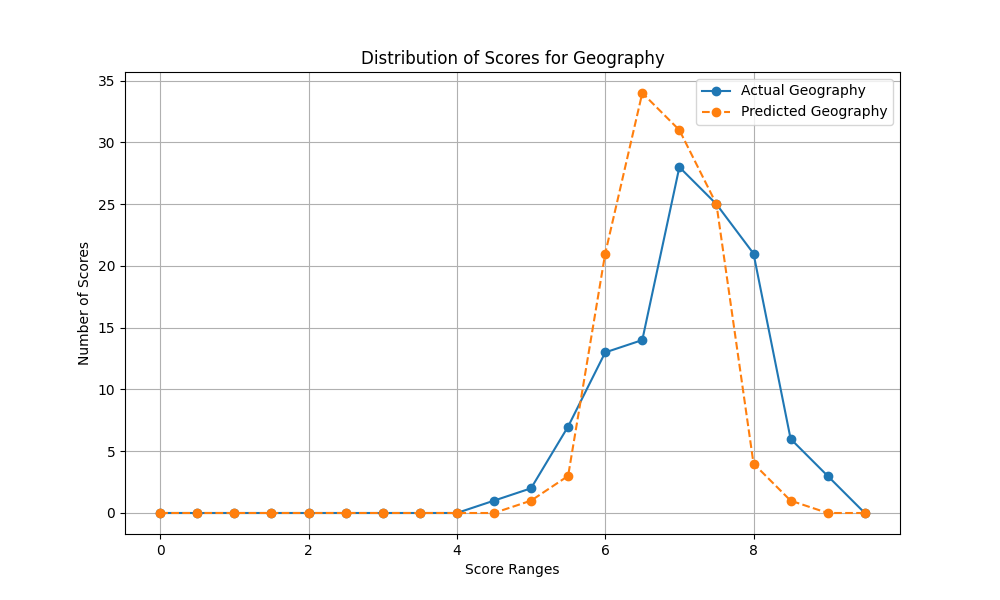 Distribution of Scores for Geography
Actual Geography
Predicted Geography
35
30
25
20
15
10
5
0
Number of Scores
0 2 4 6 8
Score Ranges